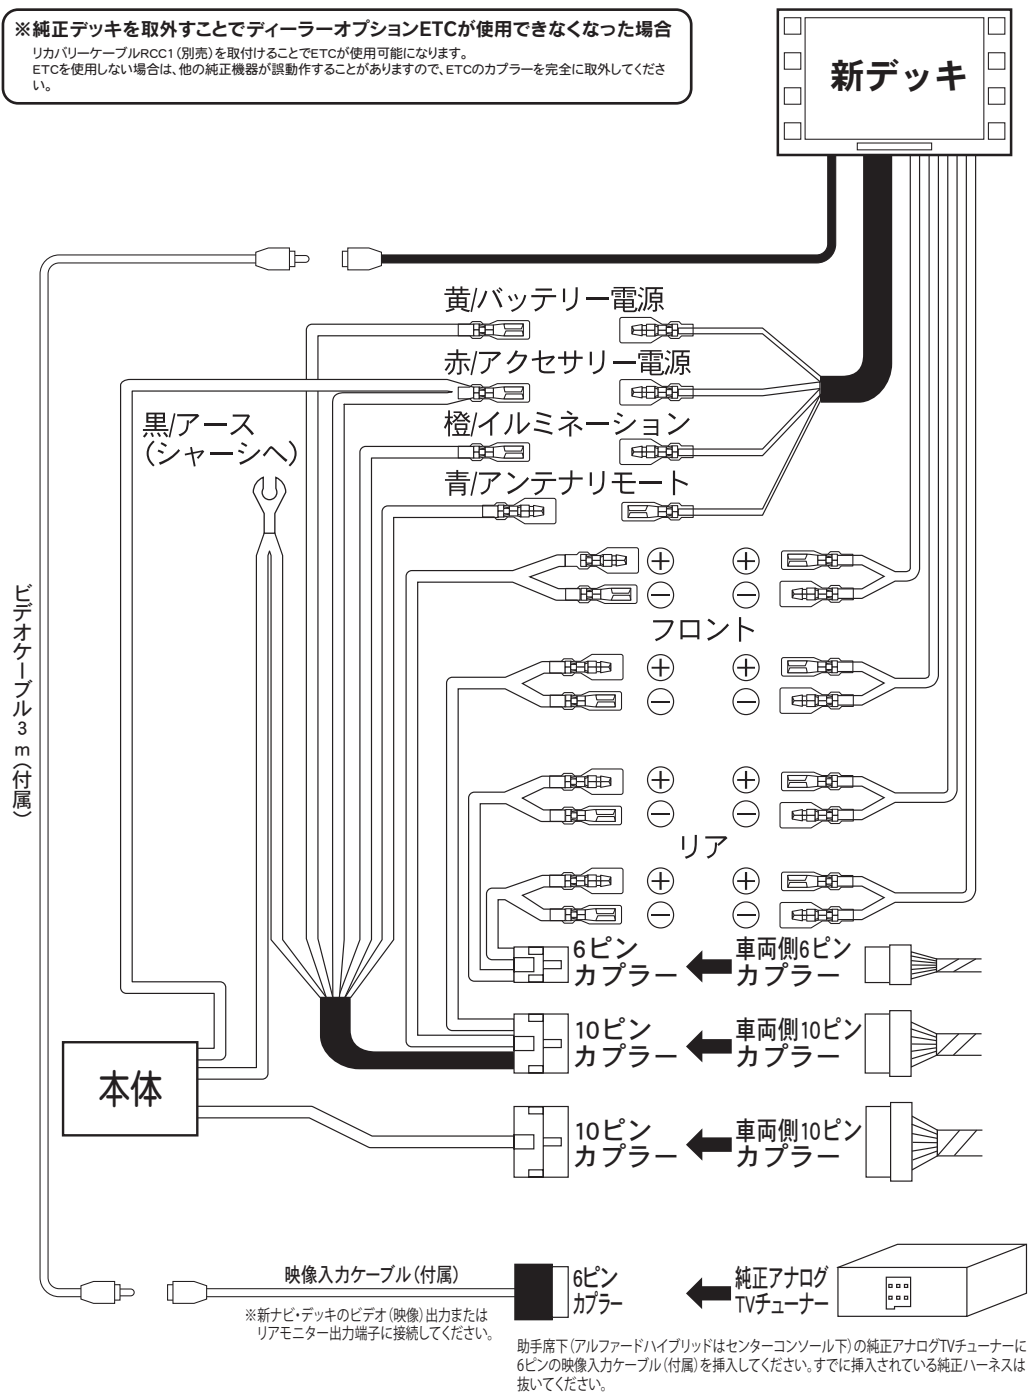 ※純正デッキを取外すことでディーラーオプションETCが使用できなくなった場合
リカバリーケーブルRCC1(別売)を取付けることでETCが使用可能になります。
ETCを使用しない場合は、他の純正機器が誤動作することがありますので、ETCのカプラーを完全に取外してくださ
い。
新デッキ
黄/バッテリー電源
赤/アクセサリー電源
黒/アース
(シャーシへ)
橙/イルミネーション
青/アンテナリモート
ビデオケーブル3m(付属)
⊕ ⊕
⊖ ⊖
フロント
⊕ ⊕
⊖ ⊖
⊕ ⊕
⊖ ⊖
リア
⊕ ⊕
⊖ ⊖
6ピン
カプラー
車両側6ピン
カプラー
10ピン
カプラー
車両側10ピン
カプラー
本体
10ピン
カプラー
車両側10ピン
カプラー
映像入力ケーブル(付属)
※新ナビ・デッキのビデオ(映像)出力または
リアモニター出力端子に接続してください。
6ピン
カプラー
純正アナログ
TVチューナー
助手席下(アルファードハイブリッドはセンターコンソール下)の純正アナログTVチューナーに
6ピンの映像入力ケーブル(付属)を挿入してください。すでに挿入されている純正ハーネスは
抜いてください。